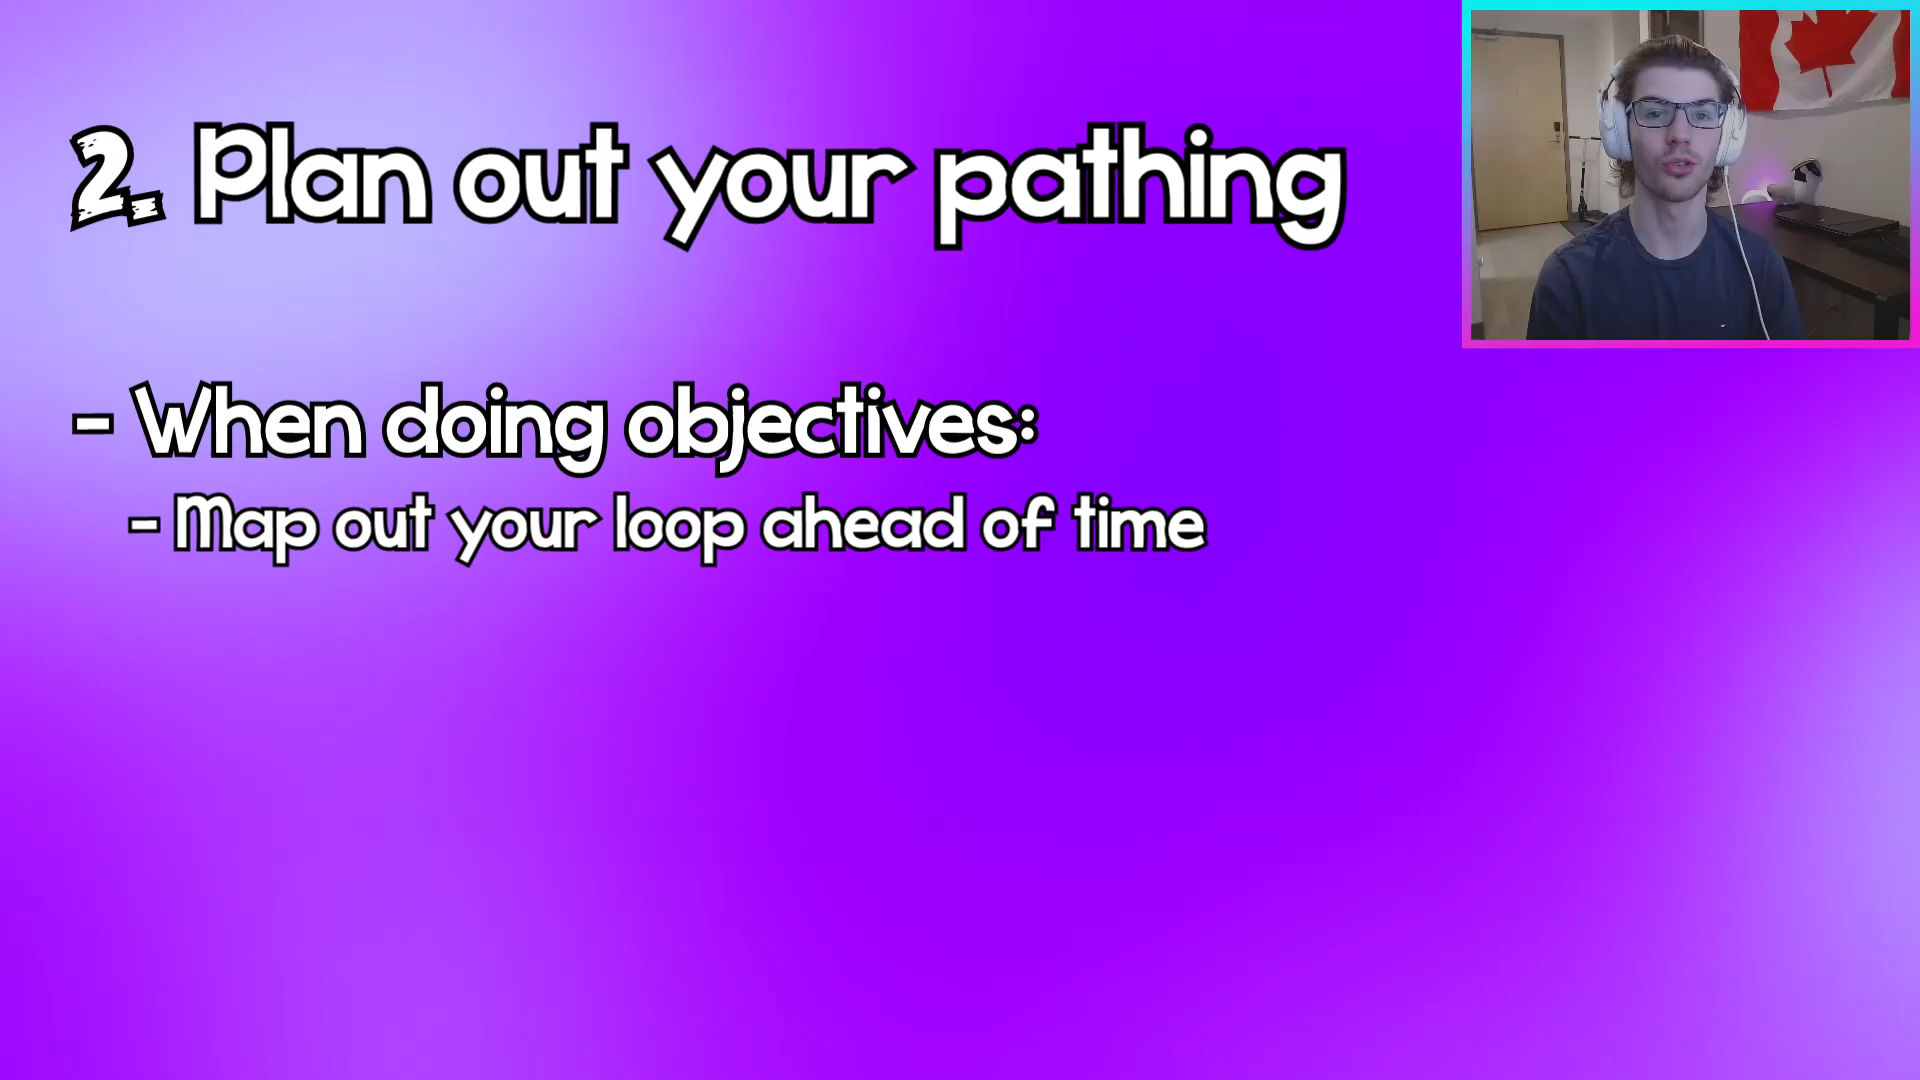 2. Plan out your pathing
- When doing objectives:
- Map out your loop ahead of time